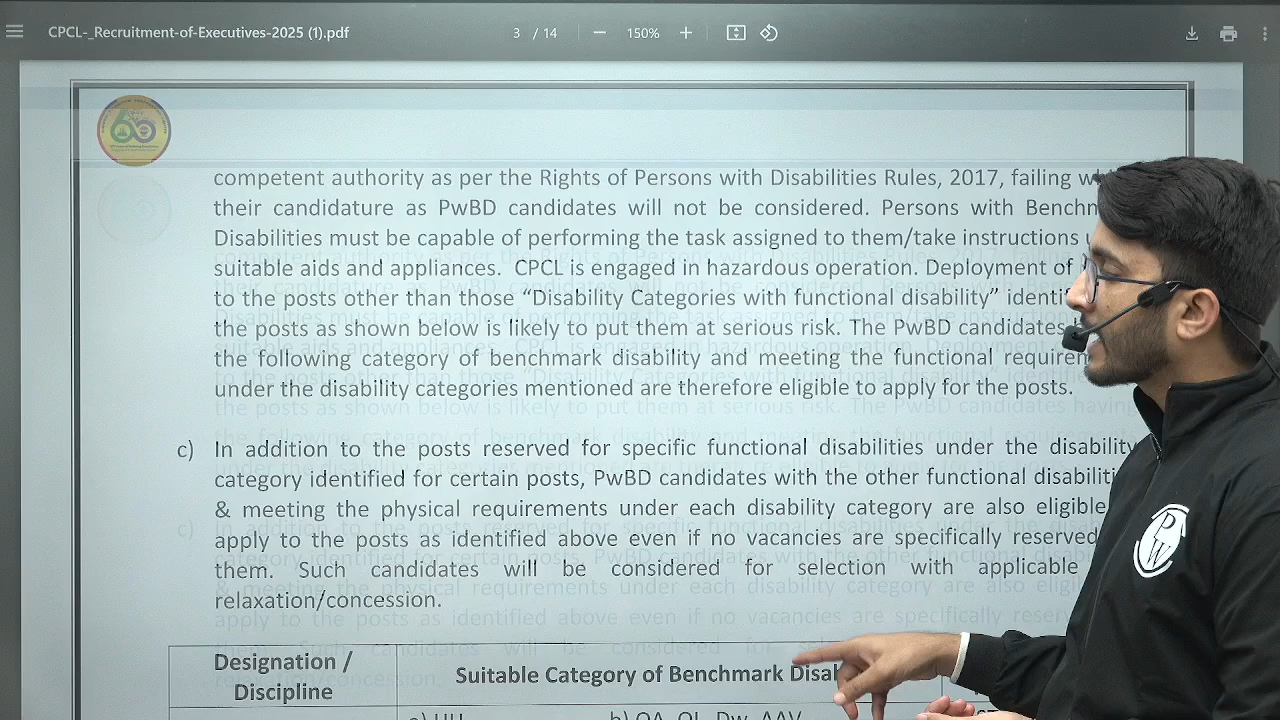 CPCL-_Recruitment-of-Executives-2025 (1).pdf 3 / 14 150%
60
competent authority as per the Rights of Persons with Disabilities Rules, 2017, failing
their candidature as PwBD candidates will not be considered. Persons with
Disabilities must be capable of performing the task assigned to them/take instructions
suitable aids and appliances. CPCL is engaged in hazardous operation. Deployment of
to the posts other than those “Disability Categories with functional disability”
the posts as shown below is likely to put them at serious risk. The PwBD candidates
the following category of benchmark disability and meeting the functional
under the disability categories mentioned are therefore eligible to apply for the posts.
c) In addition to the posts reserved for specific functional disabilities under the disability
category identified for certain posts, PwBD candidates with the other functional
& meeting the physical requirements under each disability category are also eligible
apply to the posts as identified above even if no vacancies are specifically reserved
them. Such candidates will be considered for selection with applicable
relaxation/concession.
Designation /
Discipline
Suitable Category of Benchmark
a) HH b) OA, OL, Dw, AAV
PW